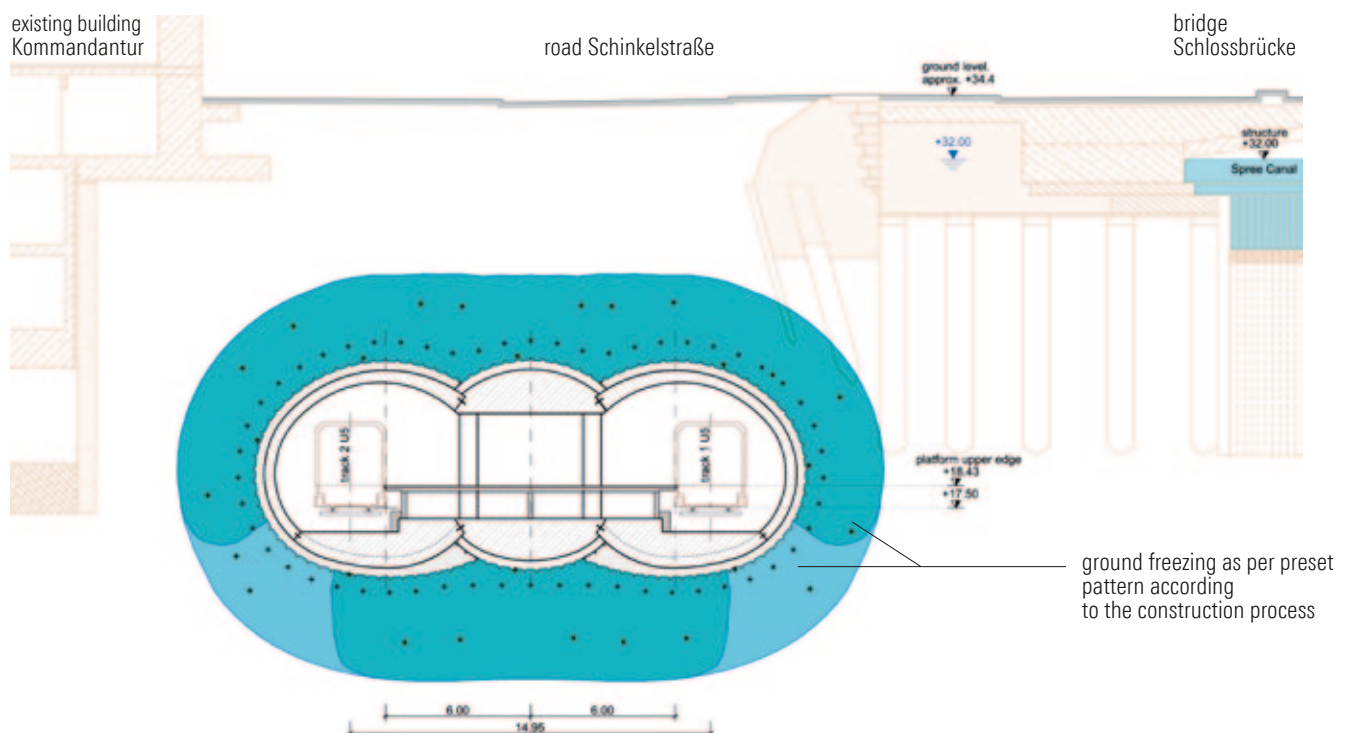 existing building
Kommandantur
road Schinkelstraße
bridge
Schlossbrücke
ground level.
approx. +34.4
+32.00
structure
+32.00
Spree Canal
track 2 U5
track 1 U5
platform upper edge
+18.43
+17.50
ground freezing as per preset
pattern according
to the construction process
6.00
6.00
14.95